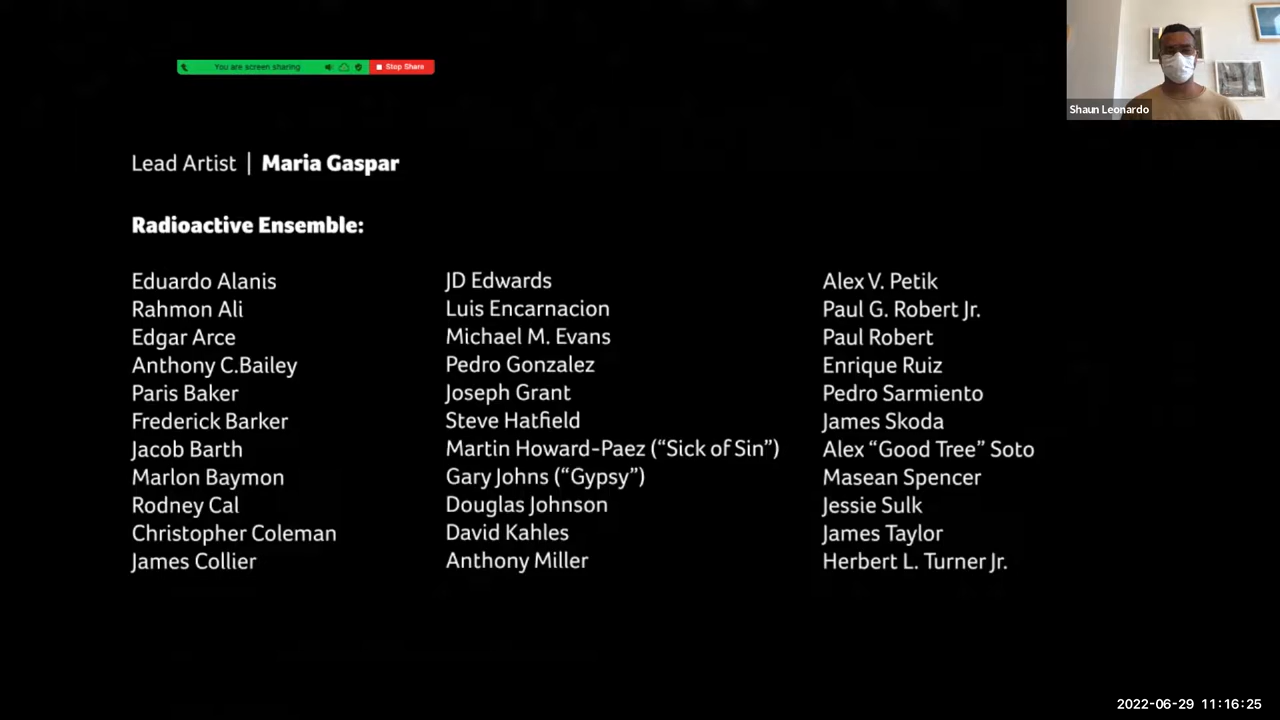 You are screen sharing
Stop Share
Shaun Leonardo
Lead Artist | Maria Gaspar
Radioactive Ensemble:
Eduardo Alanis
Rahmon Ali
Edgar Arce
Anthony C.Bailey
Paris Baker
Frederick Barker
Jacob Barth
Marlon Baymon
Rodney Cal
Christopher Coleman
James Collier
JD Edwards
Luis Encarnacion
Michael M. Evans
Pedro Gonzalez
Joseph Grant
Steve Hatfield
Martin Howard-Paez (“Sick of Sin”)
Gary Johns (“Gypsy”)
Douglas Johnson
David Kahles
Anthony Miller
Alex V. Petik
Paul G. Robert Jr.
Paul Robert
Enrique Ruiz
Pedro Sarmiento
James Skoda
Alex “Good Tree” Soto
Masean Spencer
Jessie Sulk
James Taylor
Herbert L. Turner Jr.
2022-06-29 11:16:25